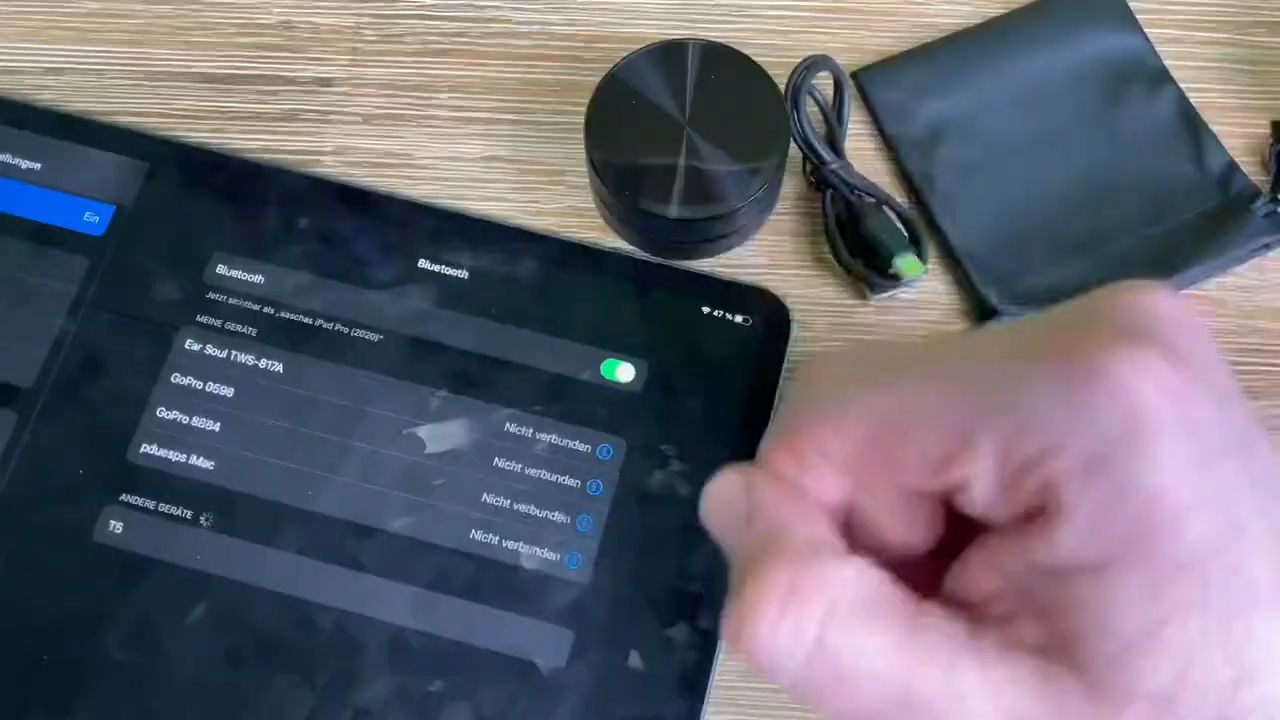 ellungen
Ein
Bluetooth
Bluetooth
Jetzt sichtbar als „saschas iPad Pro (2020)“
47 %
MEINE GERÄTE
Ear Soul TWS-817A
Nicht verbunden
GoPro 0598
Nicht verbunden
GoPro 8884
Nicht verbunden
pduesps iMac
Nicht verbunden
ANDERE GERÄTE
T5